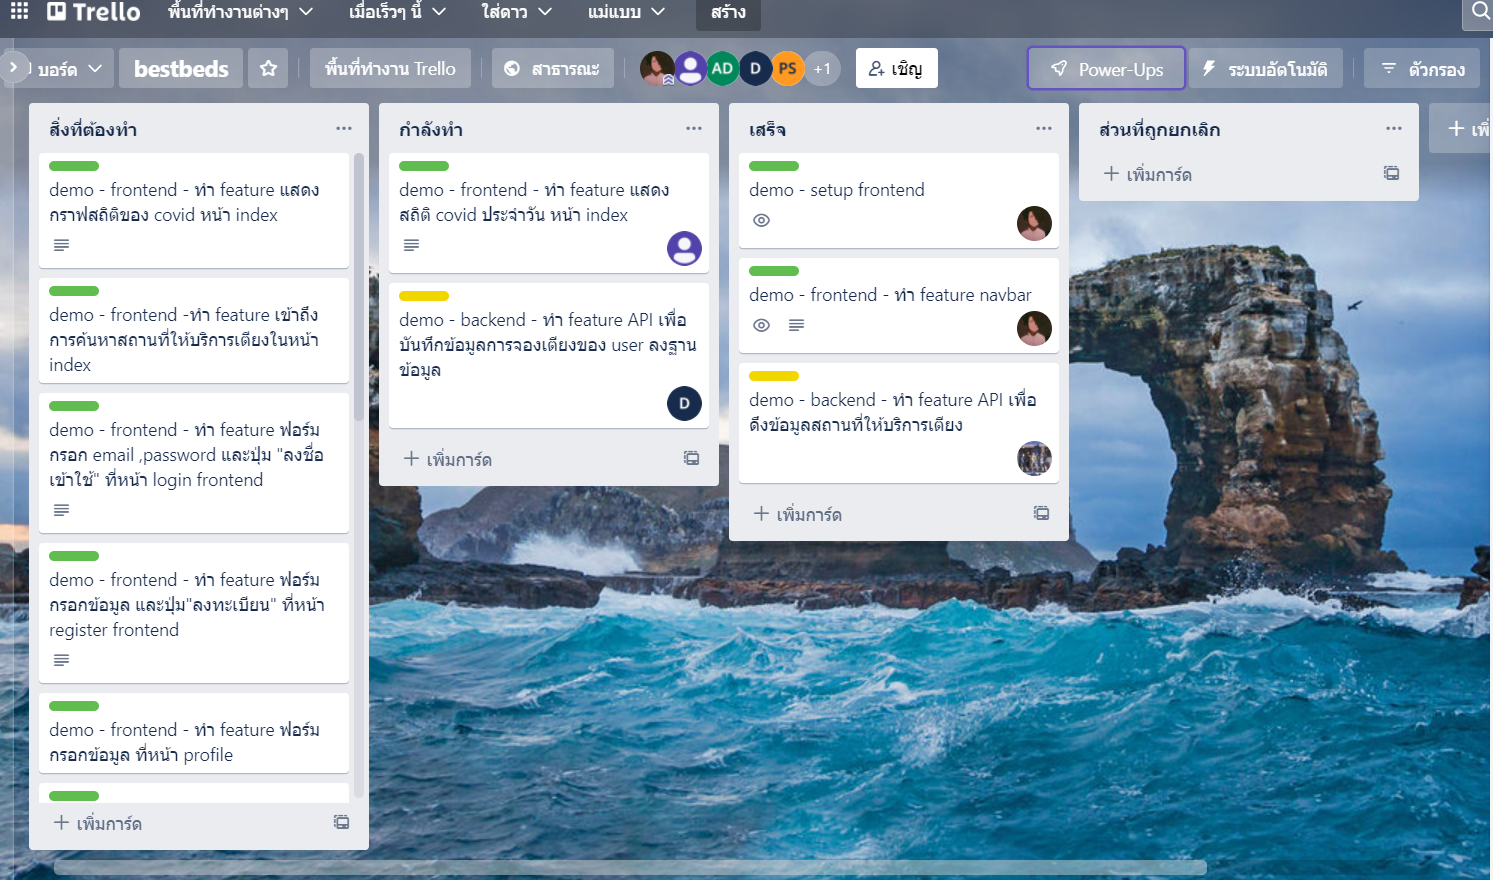 Trello
พื้นที่ทำงานต่างๆ
เมื่อเร็วๆ นี้
ใส่ดาว
แม่แบบ
สร้าง
บอร์ด
bestbeds
พื้นที่ทำงาน Trello
สาธารณะ
AD
D
PS
+1
เชิญ
Power-Ups
ระบบอัตโนมัติ
ตัวกรอง
สิ่งที่ต้องทำ
demo - frontend - ทำ feature แสดง
กราฟสถิติของ covid หน้า index
demo - frontend -ทำ feature เข้าถึง
การค้นหาสถานที่ให้บริการเตียงในหน้า
index
demo - frontend - ทำ feature ฟอร์ม
กรอก email ,password และปุ่ม "ลงชื่อ
เข้าใช้" ที่หน้า login frontend
demo - frontend - ทำ feature ฟอร์ม
กรอกข้อมูล และปุ่ม"ลงทะเบียน" ที่หน้า
register frontend
demo - frontend - ทำ feature ฟอร์ม
กรอกข้อมูล ที่หน้า profile
+ เพิ่มการ์ด
กำลังทำ
demo - frontend - ทำ feature แสดง
สถิติ covid ประจำวัน หน้า index
demo - backend - ทำ feature API เพื่อ
บันทึกข้อมูลการจองเตียงของ user ลงฐาน
ข้อมูล
D
+ เพิ่มการ์ด
เสร็จ
demo - setup frontend
demo - frontend - ทำ feature navbar
demo - backend - ทำ feature API เพื่อ
ดึงข้อมูลสถานที่ให้บริการเตียง
+ เพิ่มการ์ด
ส่วนที่ถูกยกเลิก
+ เพิ่มการ์ด
+ เพิ่